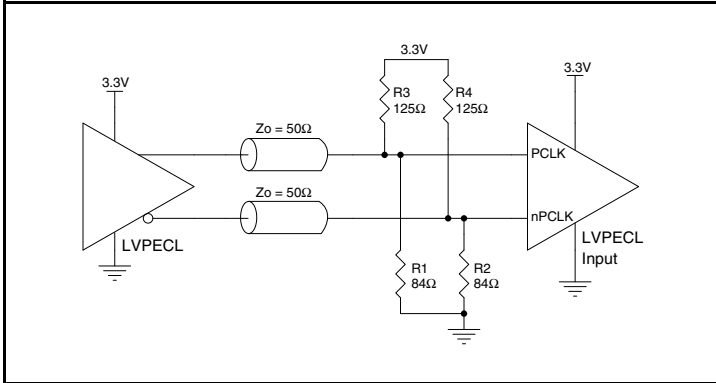 3.3V
3.3V
3.3V
R3
125Ω
R4
125Ω
Zo = 50Ω
PCLK
Zo = 50Ω
nPCLK
LVPECL
LVPECL
Input
R1
84Ω
R2
84Ω